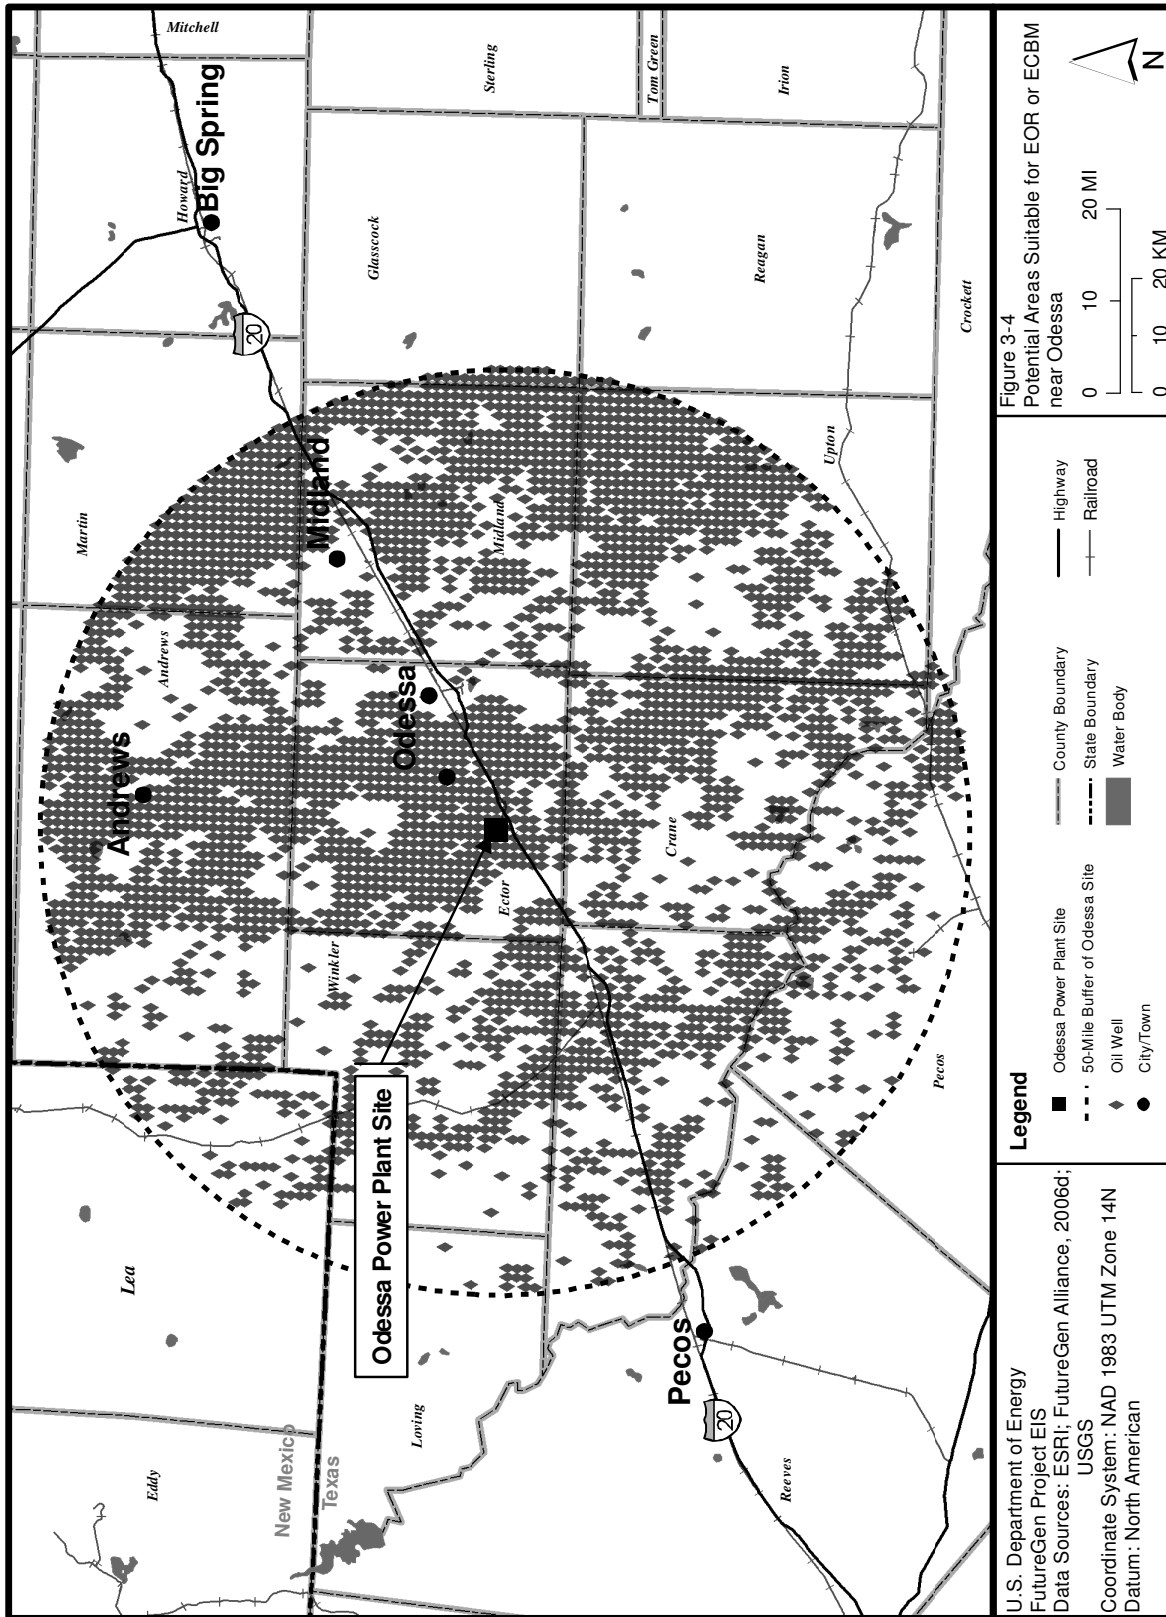 Mitchell
Howard
Big Spring
Sterling
Tom Green
Irion
Glasscock
Reagan
Crockett
20
Martin
Midland
Midland
Upton
Andrews
Andrews
Odessa
Ector
Crane
Winkler
Pecos
Odessa Power Plant Site
Lea
Eddy
New Mexico
Texas
Loving
Pecos
20
Reeves
U.S. Department of Energy
FutureGen Project EIS
Data Sources: ESRI; FutureGen Alliance, 2006d;
USGS
Coordinate System: NAD 1983 UTM Zone 14N
Datum: North American
Legend
Odessa Power Plant Site
50-Mile Buffer of Odessa Site
Oil Well
City/Town
County Boundary
State Boundary
Water Body
Highway
Railroad
Figure 3-4
Potential Areas Suitable for EOR or ECBM
near Odessa
0 10 20 MI
0 10 20 KM
N